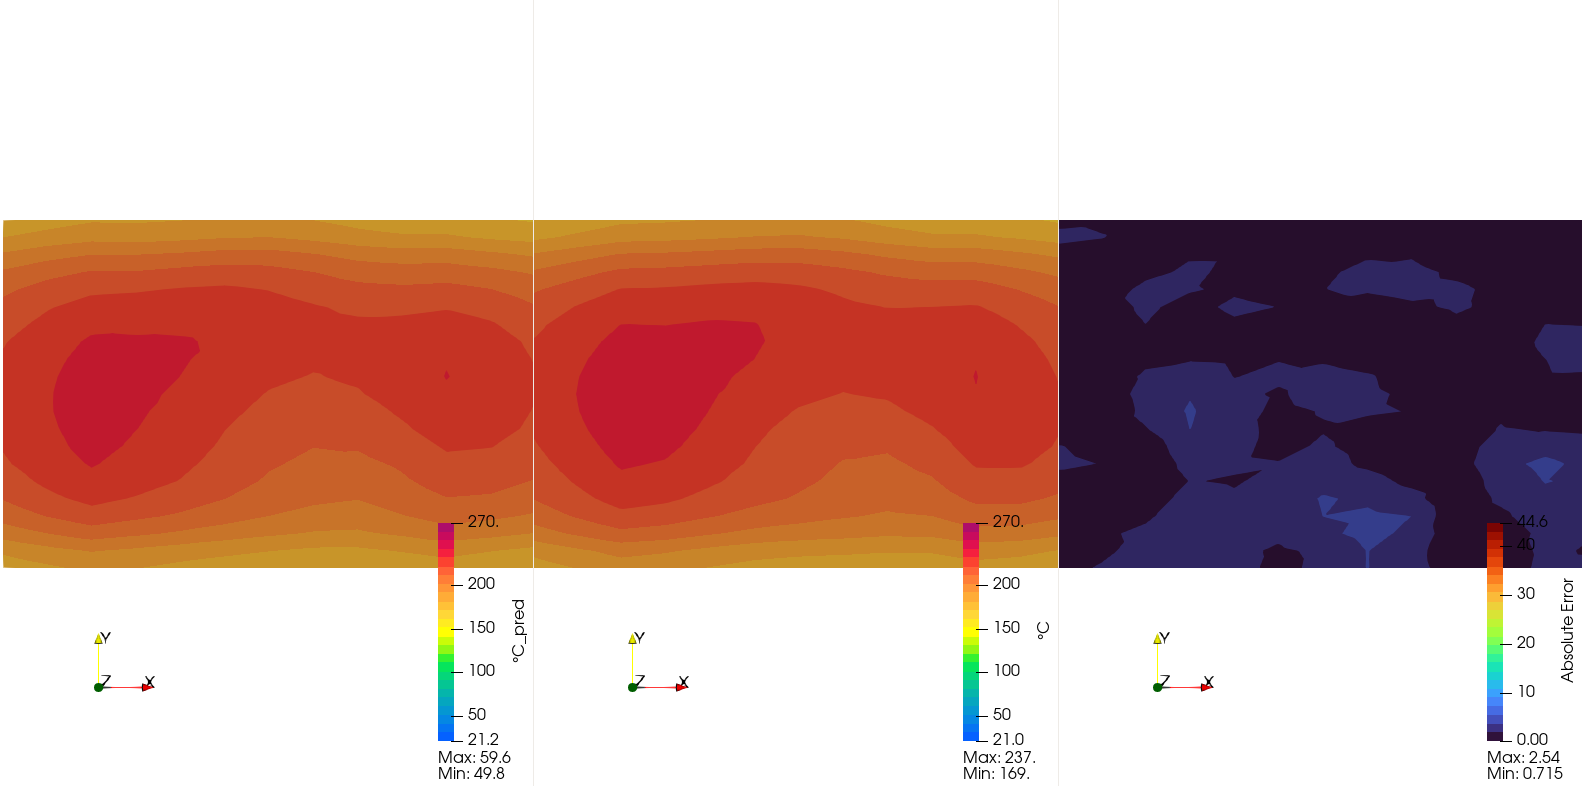 270.
200
150
100
50
21.2
°C_pred
Max: 59.6
Min: 49.8
Y
Z
X
270.
200
150
100
50
21.0
°C
Max: 237.
Min: 169.
Y
Z
X
44.6
40
30
20
10
0.00
Absolute Error
Max: 2.54
Min: 0.715
Y
Z
X